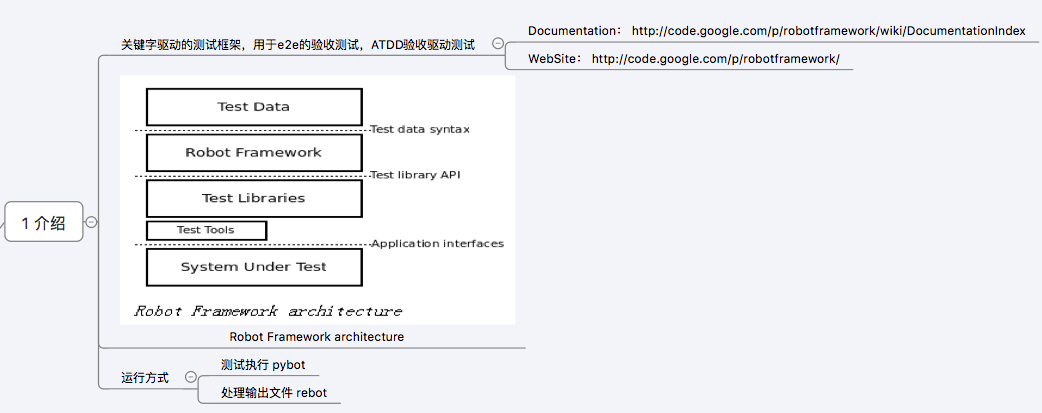 关键字驱动的测试框架，用于e2e的验收测试，ATDD验收驱动测试
Documentation： http://code.google.com/p/robotframework/wiki/DocumentationIndex
WebSite： http://code.google.com/p/robotframework/
Test Data
Test data syntax
Robot Framework
Test library API
Test Libraries
Test Tools
Application interfaces
System Under Test
Robot Framework architecture
Robot Framework architecture
1 介绍
运行方式
测试执行 pybot
处理输出文件 rebot